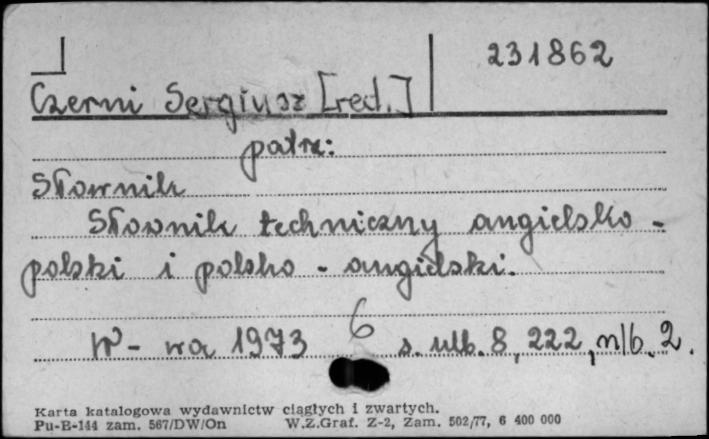 231862
Czerni Sergiusz [red.]
patrz:
Słownik
Słownik techniczny angielsko-
polski i polsko-angielski.
W-wa 1973 6 s. ulb. 8, 222, nlb. 2.
Karta katalogowa wydawnictw ciągłych i zwartych.
Pu-B-144 zam. 567/DW/On W.Z.Graf. Z-2, Zam. 502/77, 6 400 000